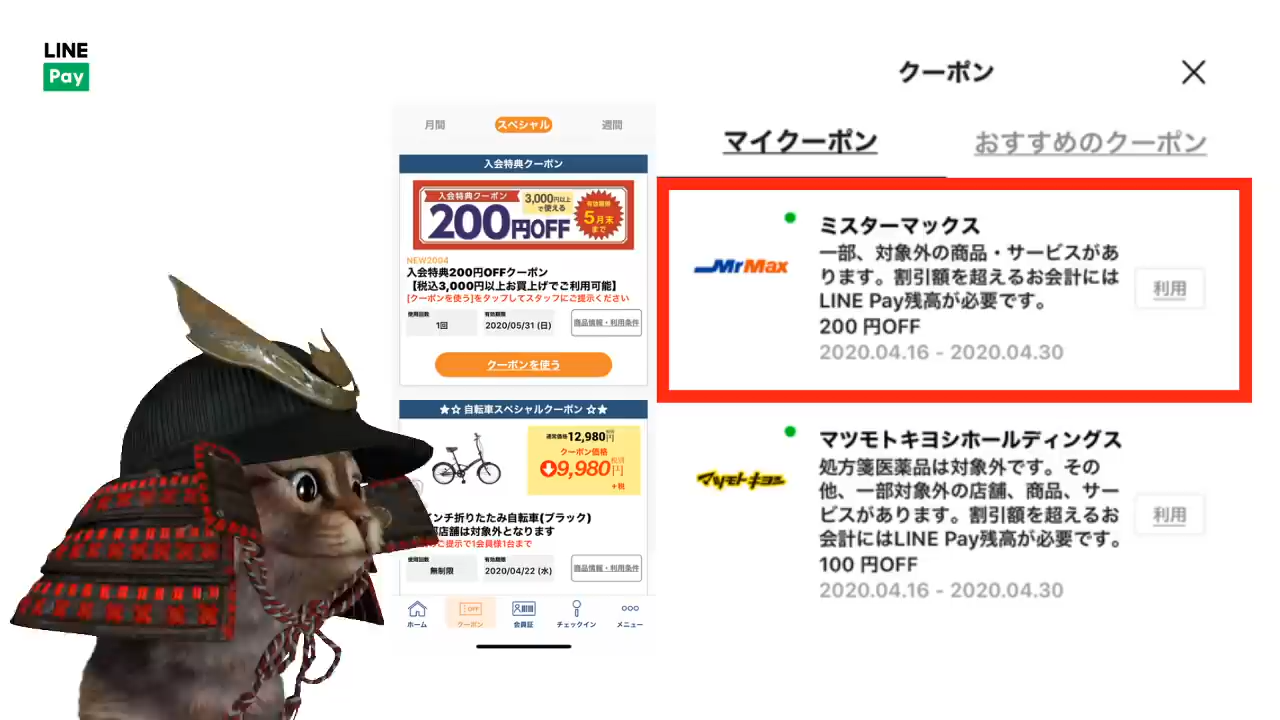 LINE
Pay
月間
スペシャル
週間
入会特典クーポン
入会特典クーポン
3,000円以上
で使える
200円OFF
有効期限
5月末
まで
NEW2004
入会特典200円OFFクーポン
【税込3,000円以上お買上げでご利用可能】
[クーポンを使う]をタップしてスタッフにご提示ください
使用回数
1回
有効期限
2020/05/31 (日)
商品情報・利用条件
クーポンを使う
★☆ 自転車スペシャルクーポン ☆★
通常価格12,980円
税別
クーポン価格
9,980円
税別
+税
ンチ折りたたみ自転車(ブラック)
店舗は対象外となります
ご提示で1会員様1台まで
使用回数
無制限
有効期限
2020/04/22 (水)
商品情報・利用条件
ホーム
OFF
クーポン
会員証
チェックイン
メニュー
クーポン
マイクーポン
おすすめのクーポン
MrMax
ミスターマックス
一部、対象外の商品・サービスがあ
ります。割引額を超えるお会計には
LINE Pay残高が必要です。
200 円OFF
2020.04.16 - 2020.04.30
利用
マツモトキヨシ
マツモトキヨシホールディングス
処方箋医薬品は対象外です。その
他、一部対象外の店舗、商品、サー
ビスがあります。割引額を超えるお
会計にはLINE Pay残高が必要です。
100 円OFF
2020.04.16 - 2020.04.30
利用